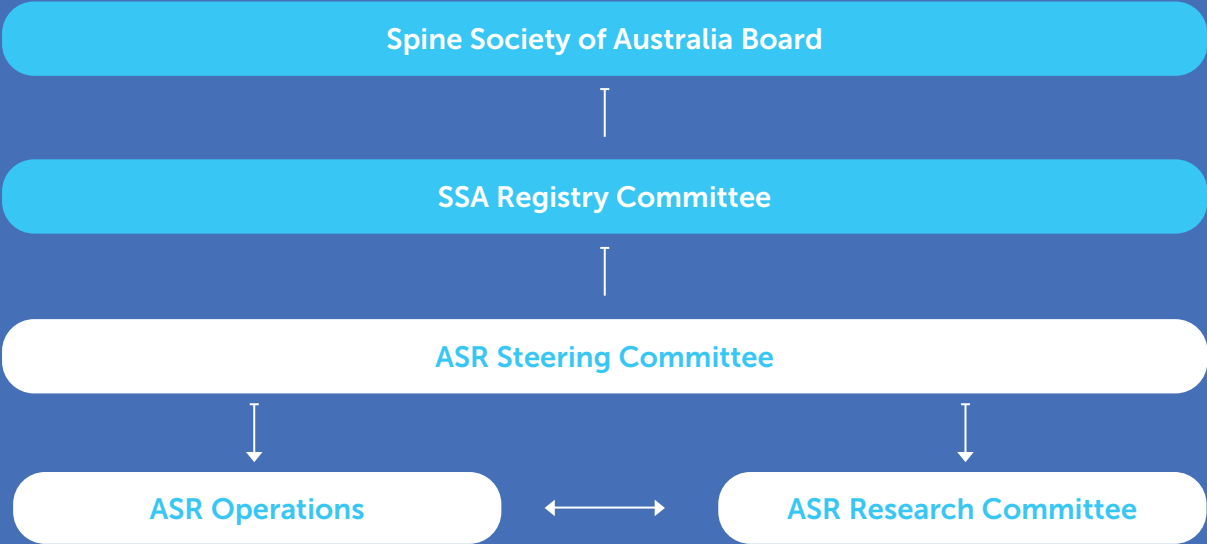 Spine Society of Australia Board
SSA Registry Committee
ASR Steering Committee
ASR Operations
ASR Research Committee